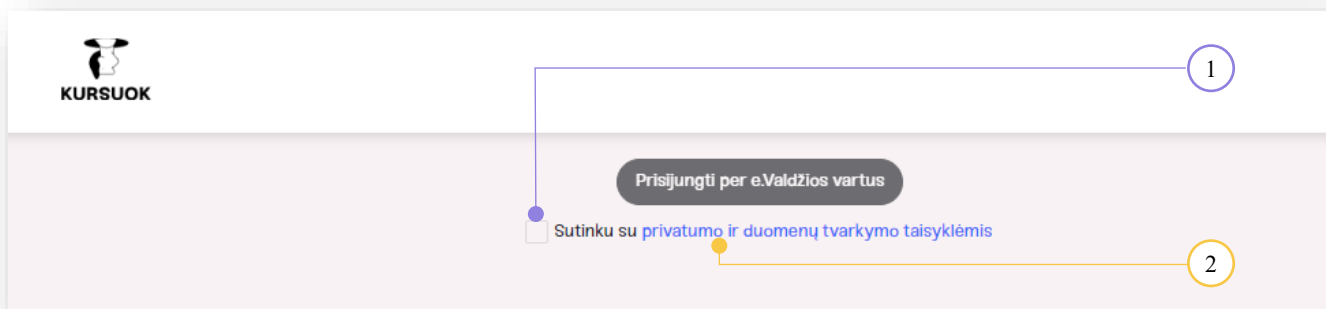 KURSUOK
1
Prisijungti per e.Valdžios vartus
Sutinku su privatumo ir duomenų tvarkymo taisyklėmis
2